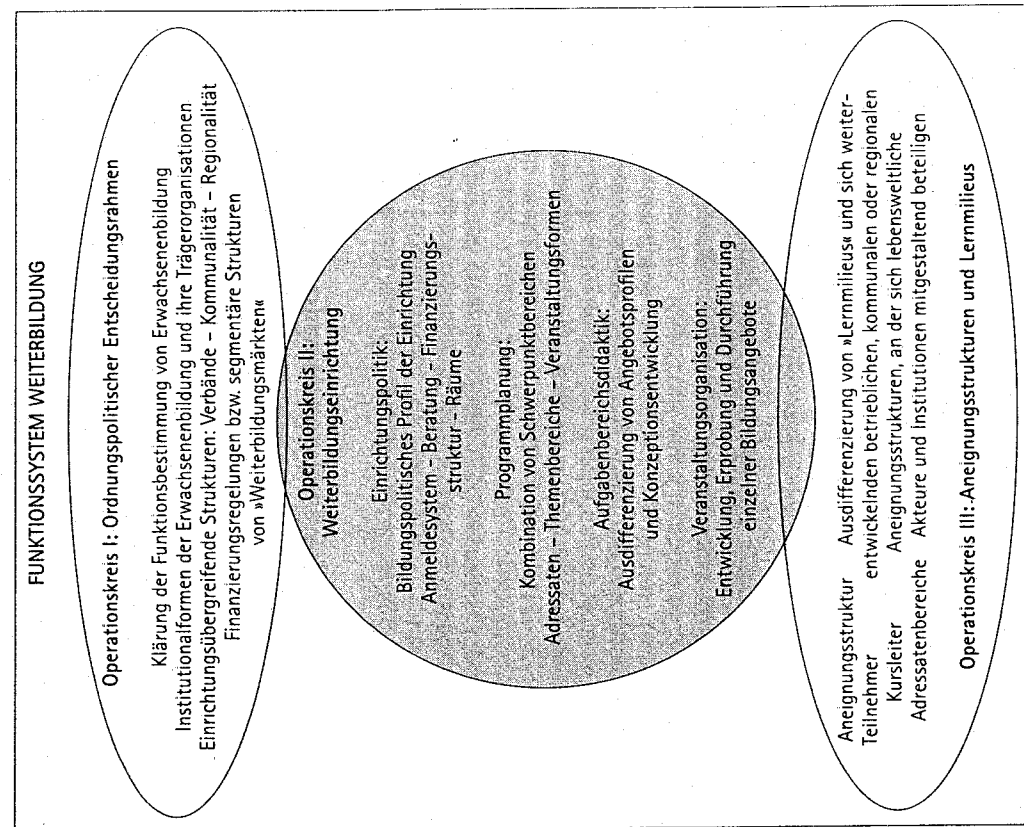 FUNKTIONSSYSTEM WEITERBILDUNG
Operationskreis I: Ordnungspolitischer Entscheidungsrahmen
Klärung der Funktionsbestimmung von Erwachsenenbildung
Institutionalformen der Erwachsenenbildung und ihre Trägerorganisationen
Einrichtungsübergreifende Strukturen: Verbände – Kommunalität – Regionalität
Finanzierungsregelungen bzw. segmentäre Strukturen
von »Weiterbildungsmärkten«
Operationskreis II:
Weiterbildungseinrichtung
Einrichtungspolitik:
Bildungspolitisches Profil der Einrichtung
Anmeldesystem – Beratung – Finanzierungs-
struktur – Räume
Programmplanung:
Kombination von Schwerpunktbereichen
Adressaten – Themenbereiche – Veranstaltungsformen
Aufgabenbereichsdidaktik:
Ausdifferenzierung von Angebotsprofilen
und Konzeptionsentwicklung
Veranstaltungsorganisation:
Entwicklung, Erprobung und Durchführung
einzelner Bildungsangebote
Aneignungsstruktur Ausdifferenzierung von »Lernmilieus« und sich weiter-
Teilnehmer entwickelnden betrieblichen, kommunalen oder regionalen
Kursleiter Aneignungsstrukturen, an der sich lebensweltliche
Adressatenbereiche Akteure und Institutionen mitgestaltend beteiligen
Operationskreis III: Aneignungsstrukturen und Lernmilieus